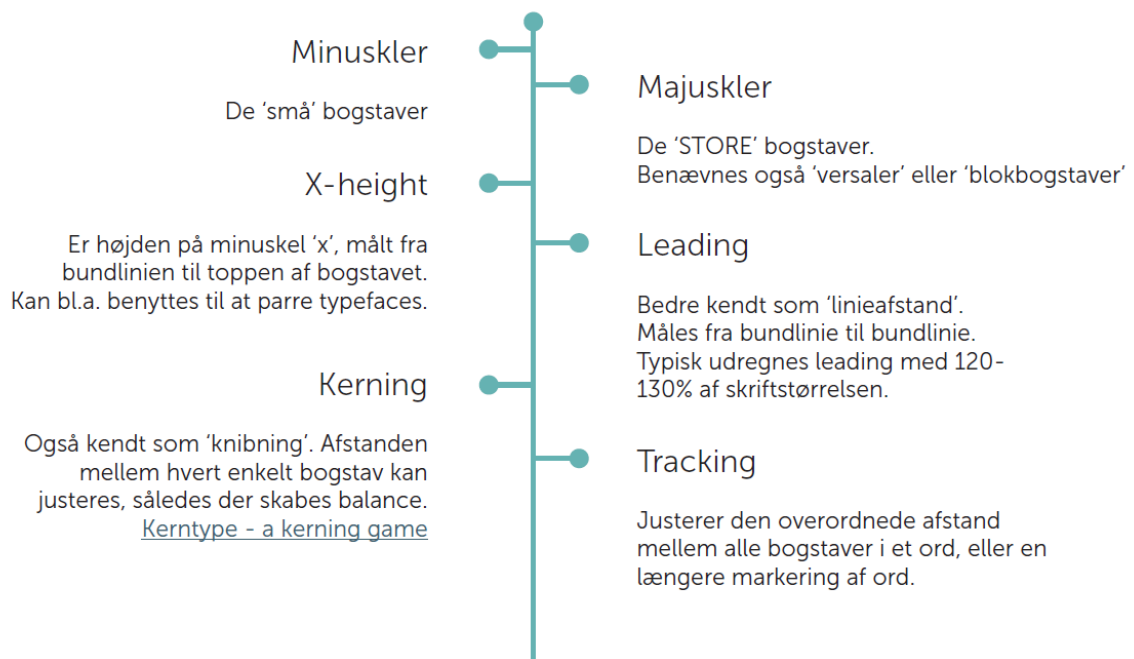 Minuskler
De ‘små’ bogstaver
Majuskler
De ‘STORE’ bogstaver.
Benævnes også ‘versaler’ eller ‘blokbogstaver’
X-height
Er højden på minuskel ‘x’, målt fra
bundlinien til toppen af bogstavet.
Kan bl.a. benyttes til at parre typefaces.
Leading
Bedre kendt som ‘linieafstand’.
Måles fra bundlinie til bundlinie.
Typisk udregnes leading med 120-
130% af skriftstørrelsen.
Kerning
Også kendt som ‘knibning’. Afstanden
mellem hvert enkelt bogstav kan
justeres, således der skabes balance.
Kerntype - a kerning game
Tracking
Justerer den overordnede afstand
mellem alle bogstaver i et ord, eller en
længere markering af ord.